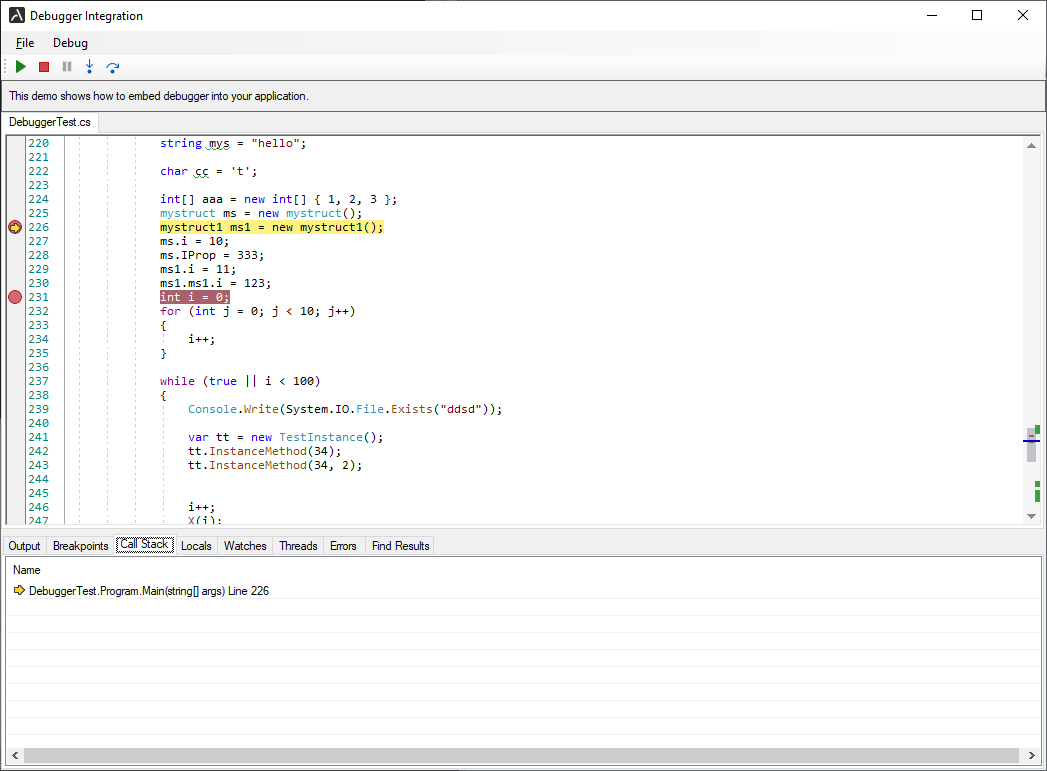 Debugger Integration
File Debug
This demo shows how to embed debugger into your application.
DebuggerTest.cs
220 string mys = "hello";
221
222 char cc = 't';
223
224 int[] aaa = new int[] { 1, 2, 3 };
225 mystruct ms = new mystruct();
226 mystruct1 ms1 = new mystruct1();
227 ms.i = 10;
228 ms.IProp = 333;
229 ms1.i = 11;
230 ms1.ms1.i = 123;
231 int i = 0;
232 for (int j = 0; j < 10; j++)
233 {
234 i++;
235 }
236
237 while (true || i < 100)
238 {
239 Console.Write(System.IO.File.Exists("ddsd"));
240
241 var tt = new TestInstance();
242 tt.InstanceMethod(34);
243 tt.InstanceMethod(34, 2);
244
245
246 i++;
247 X(i);
Output Breakpoints Call Stack Locals Watches Threads Errors Find Results
Name
DebuggerTest.Program.Main(string[] args) Line 226